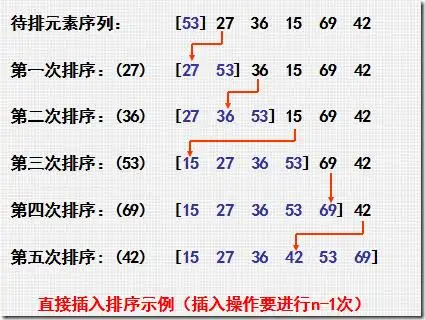 待排元素序列: [53] 27 36 15 69 42
第一次排序:(27) [27 53] 36 15 69 42
第二次排序:(36) [27 36 53] 15 69 42
第三次排序:(53) [15 27 36 53] 69 42
第四次排序:(69) [15 27 36 53 69] 42
第五次排序:(42) [15 27 36 42 53 69]
直接插入排序示例(插入操作要进行n-1次)